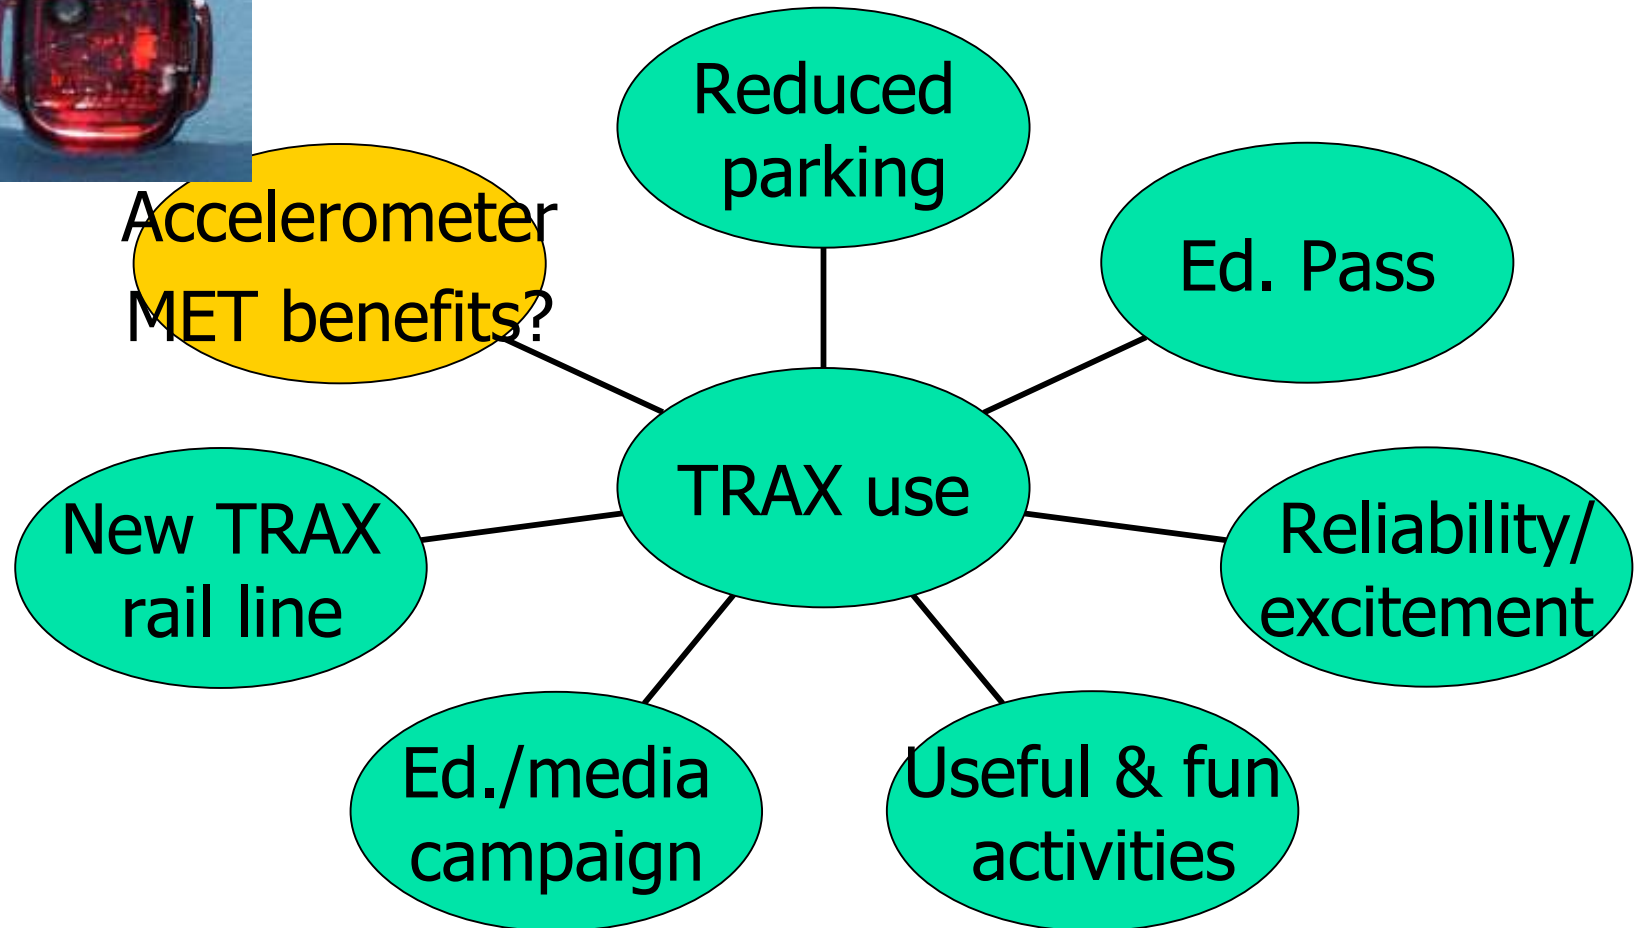 Reduced
parking
Accelerometer
MET benefits?
Ed. Pass
TRAX use
New TRAX
rail line
Reliability/
excitement
Ed./media
campaign
Useful & fun
activities